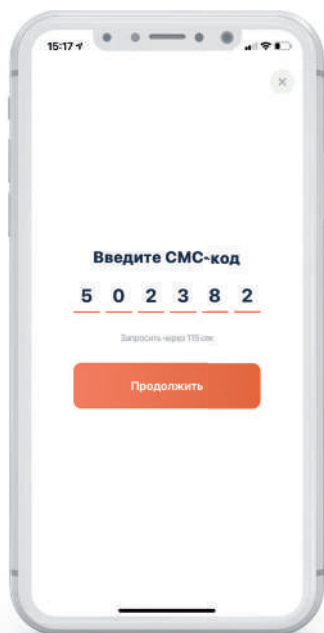 15:17
Введите СМС-код
5 0 2 3 8 2
Запросить через 115 сек
Продолжить